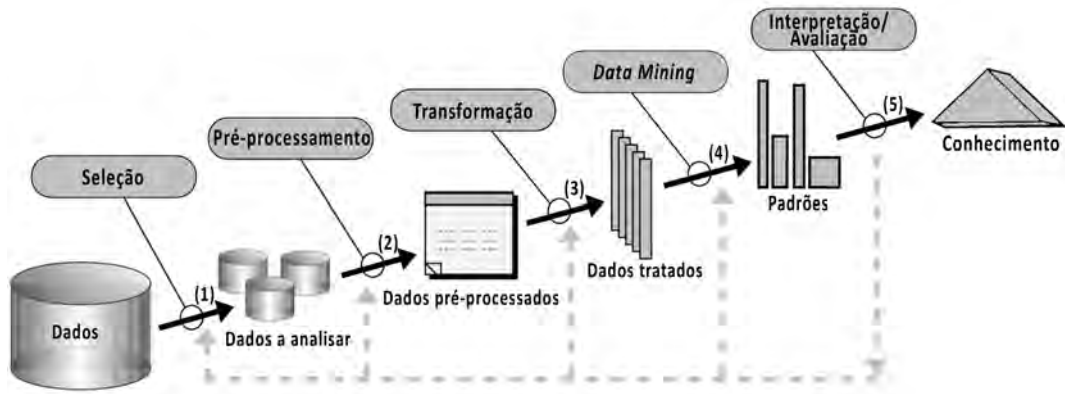 Interpretação/
Avaliação
Data Mining
Transformação
Pré-processamento
Seleção
(1)
(2)
(3)
(4)
(5)
Dados
Dados a analisar
Dados pré-processados
Dados tratados
Padrões
Conhecimento